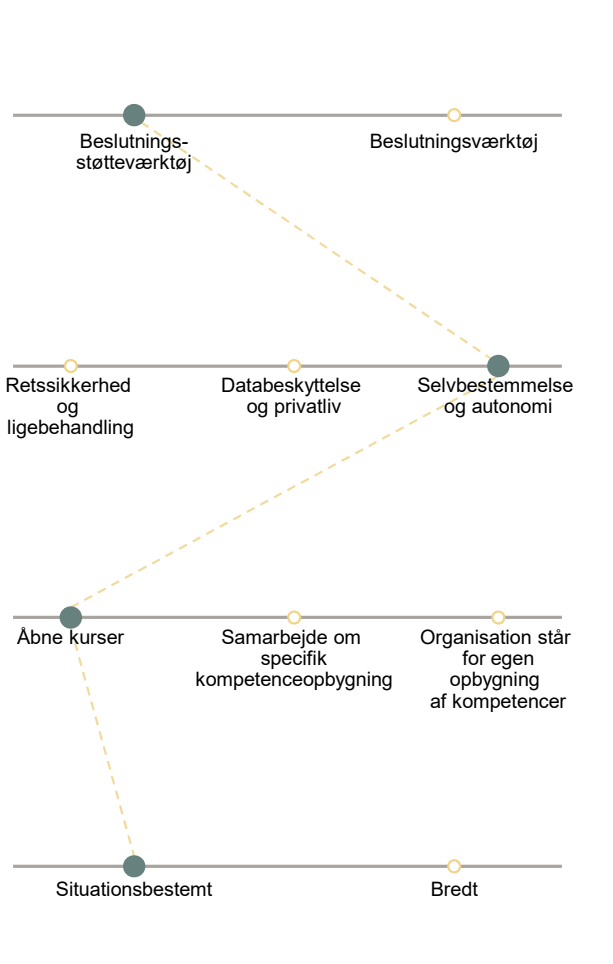 Beslutnings-
støtteværktøj
Beslutningsværktøj
Retssikkerhed
og
ligebehandling
Databeskyttelse
og privatliv
Selvbestemmelse
og autonomi
Åbne kurser
Samarbejde om
specifik
kompetenceopbygning
Organisation står
for egen
opbygning
af kompetencer
Situationsbestemt
Bredt